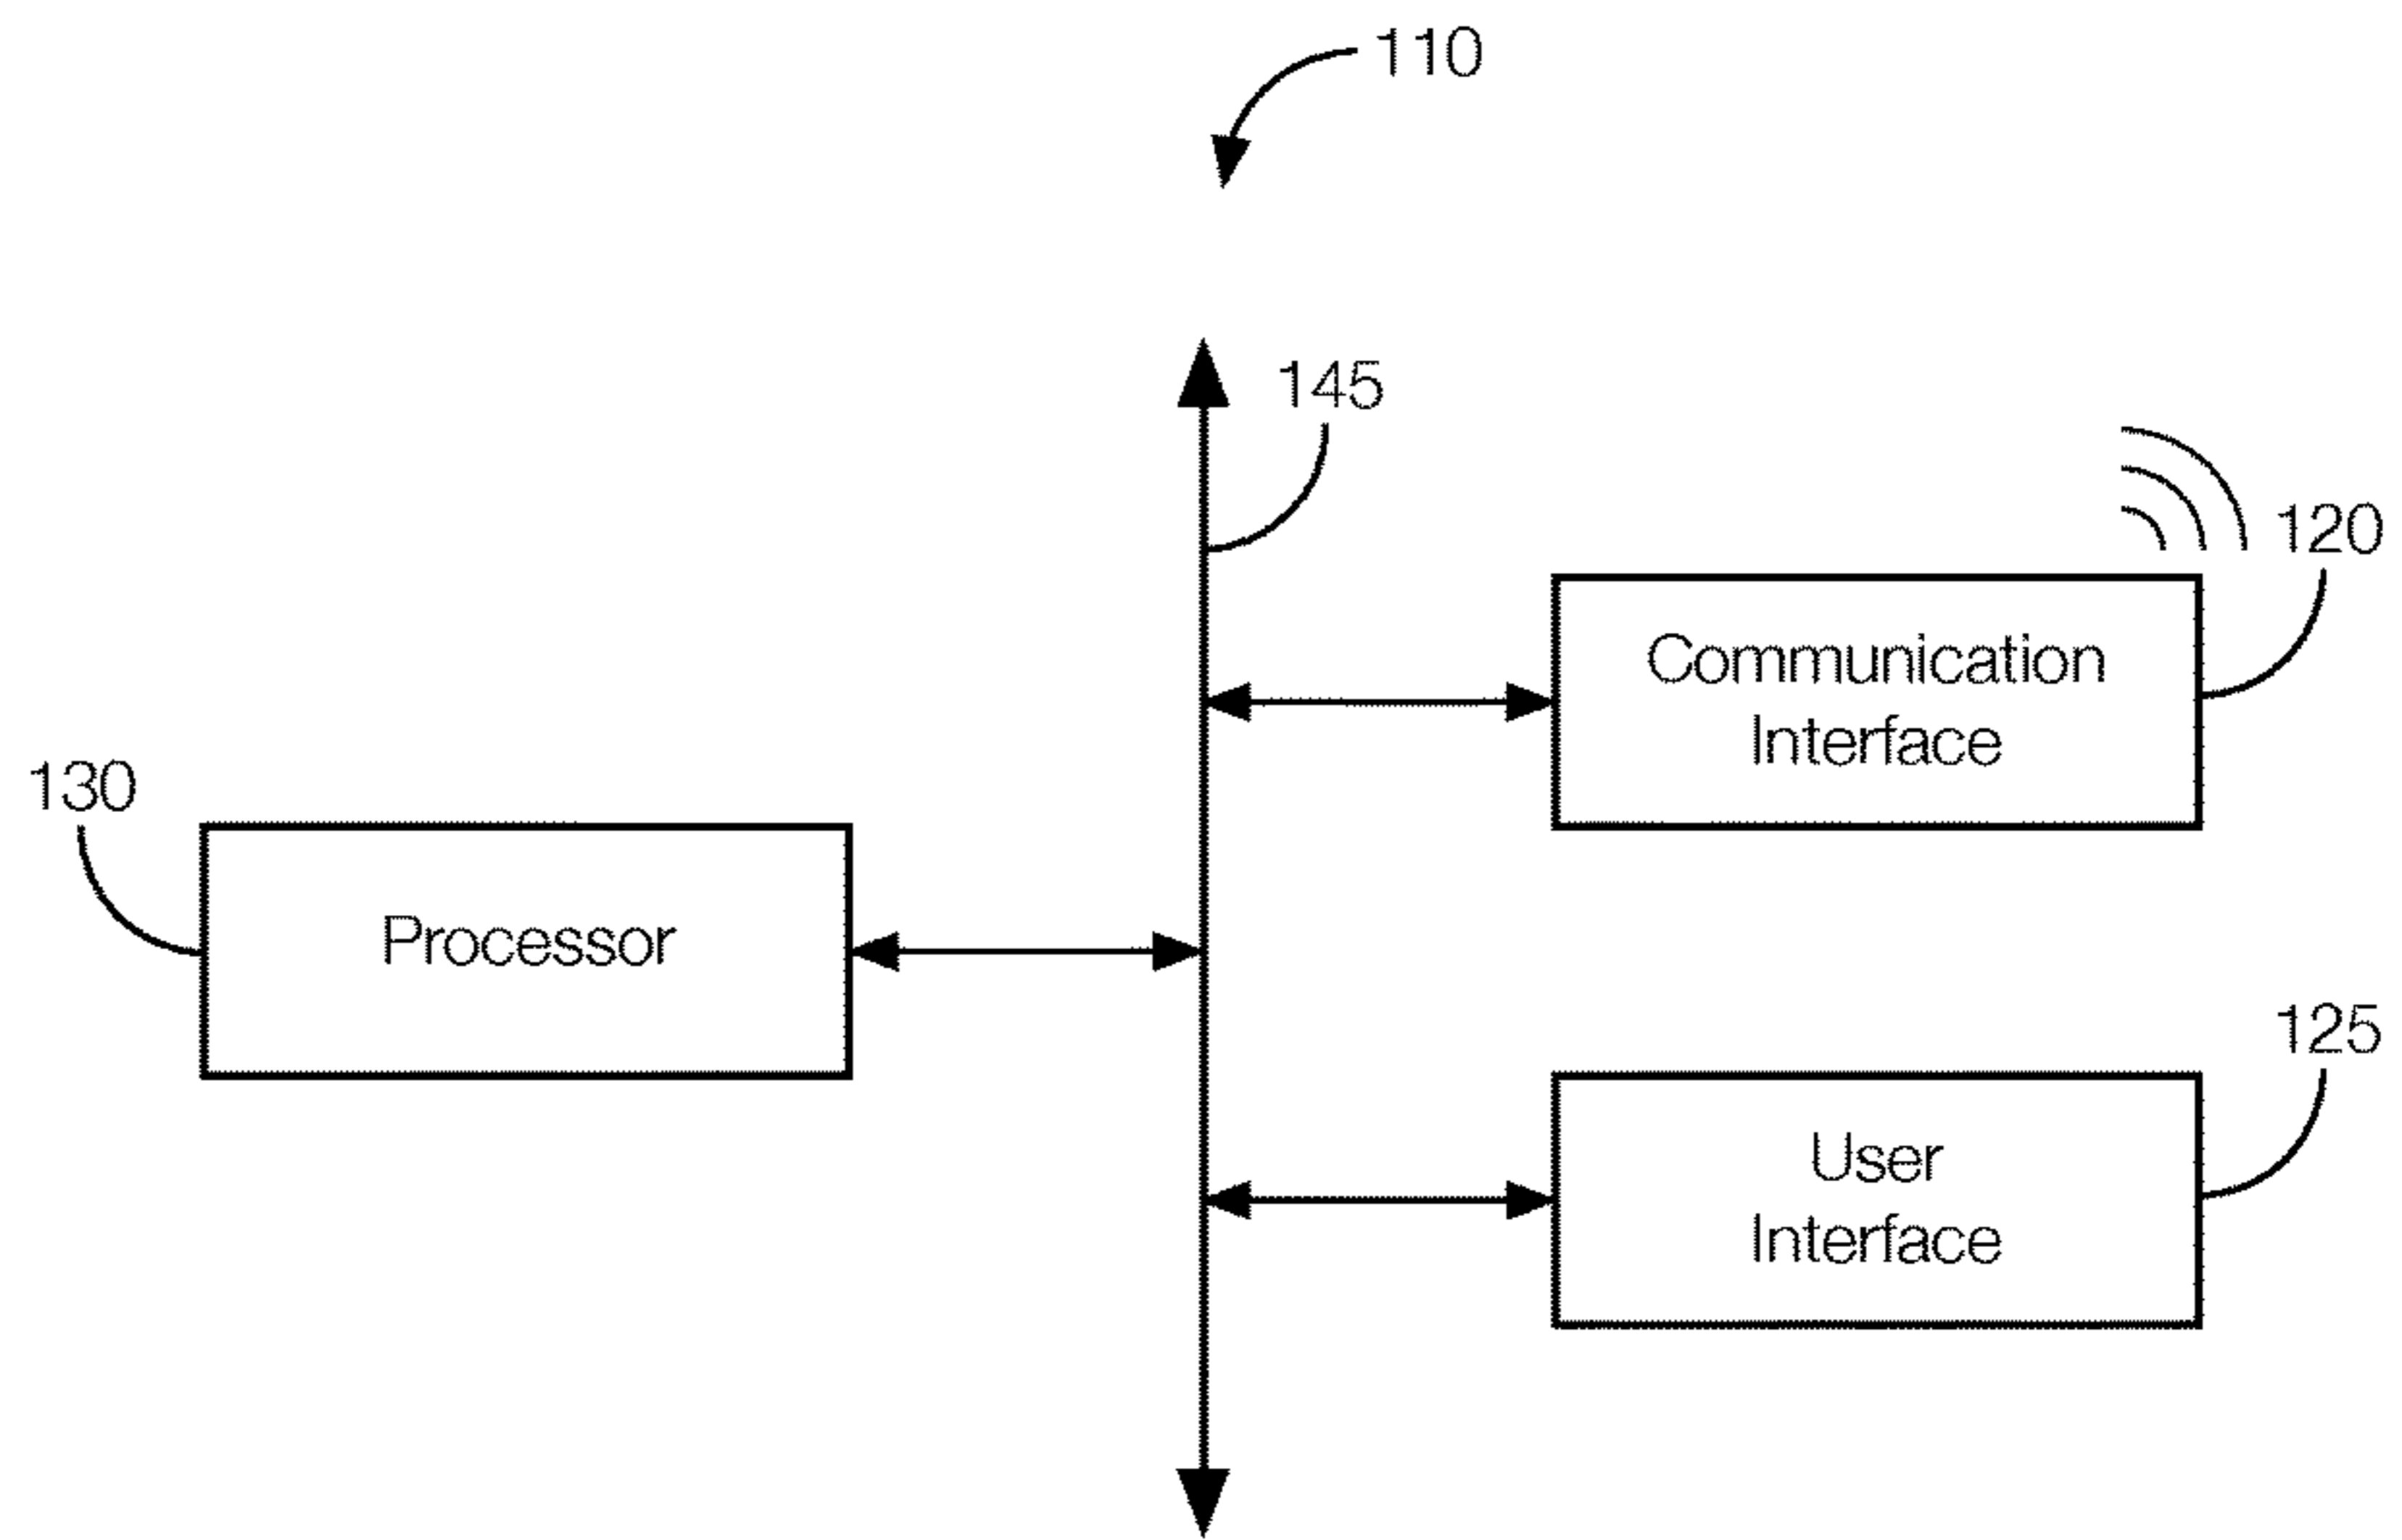 110
145
120
Communication
Interface
130
Processor
125
User
Interface